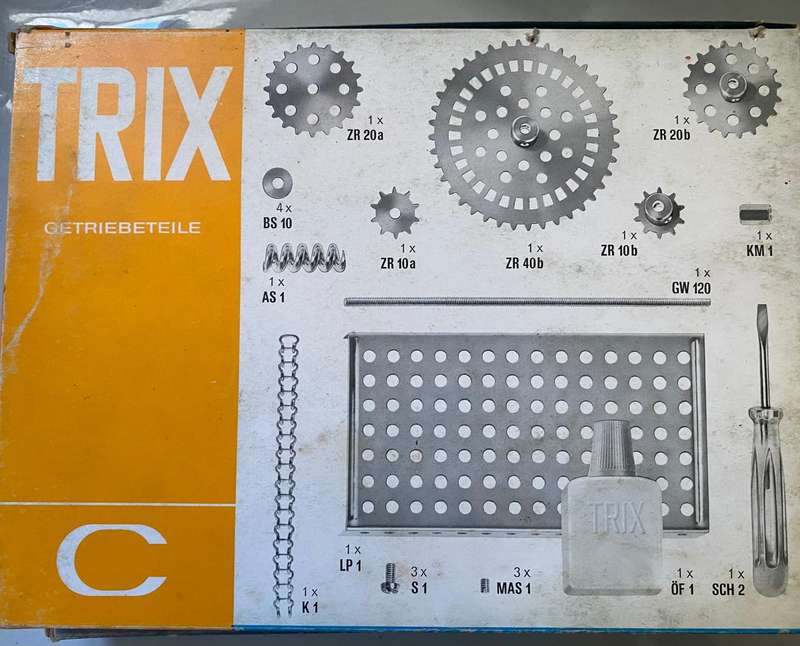 TRIX
GETRIEBETEILE
C
1 x
ZR 20a
1 x
ZR 20b
4 x
BS 10
1 x
ZR 10a
1 x
ZR 40b
1 x
ZR 10b
1 x
KM 1
1 x
AS 1
1 x
GW 120
1 x
K 1
1 x
LP 1
3 x
S 1
3 x
MAS 1
TRIX
1 x
ÖF 1
1 x
SCH 2